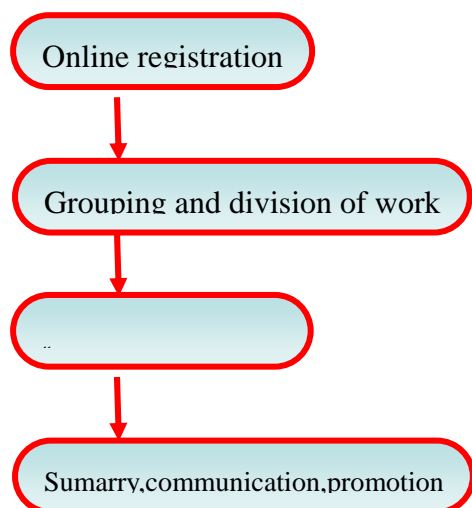 Online registration
Grouping and division of work
..
Sumarry,communication,promotion